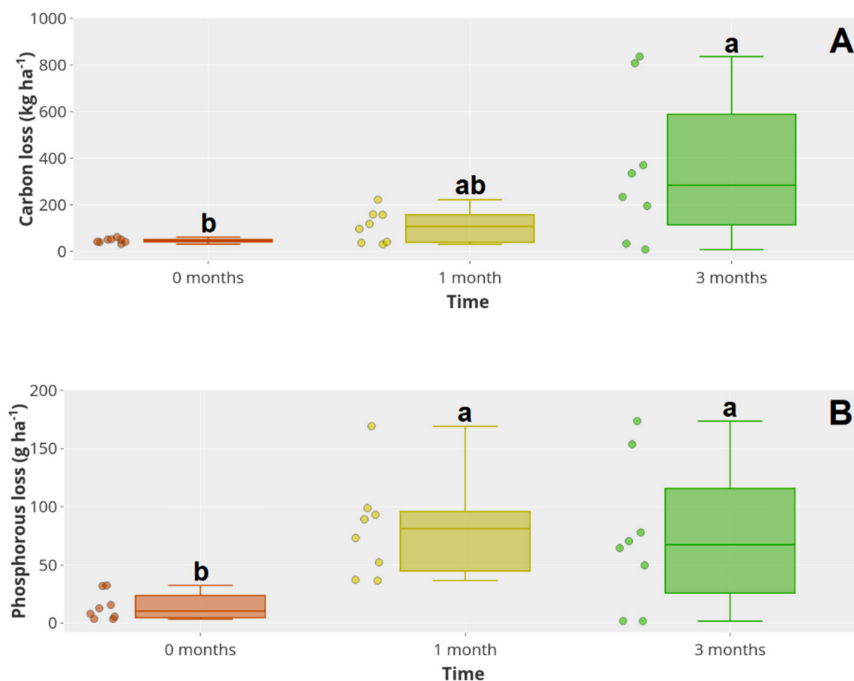 1000
A
a
800
600
400
ab
200
b
0
Carbon loss (kg ha⁻¹)
0 months 1 month 3 months
Time
200
B
a a
150
100
50
b
0
Phosphorous loss (g ha⁻¹)
0 months 1 month 3 months
Time